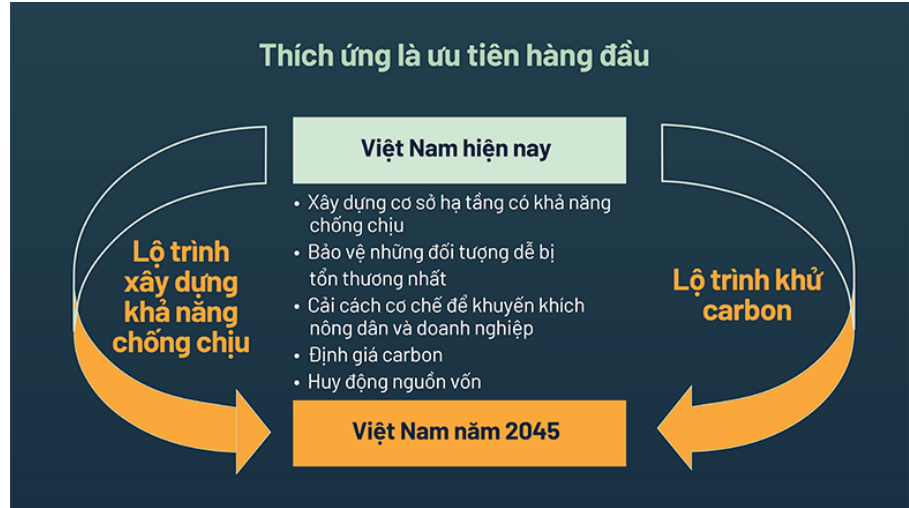 Thích ứng là ưu tiên hàng đầu
Việt Nam hiện nay
• Xây dựng cơ sở hạ tầng có khả năng
chống chịu
• Bảo vệ những đối tượng dễ bị
tổn thương nhất
• Cải cách cơ chế để khuyến khích
nông dân và doanh nghiệp
• Định giá carbon
• Huy động nguồn vốn
Lộ trình
xây dựng
khả năng
chống chịu
Lộ trình khử
carbon
Việt Nam năm 2045